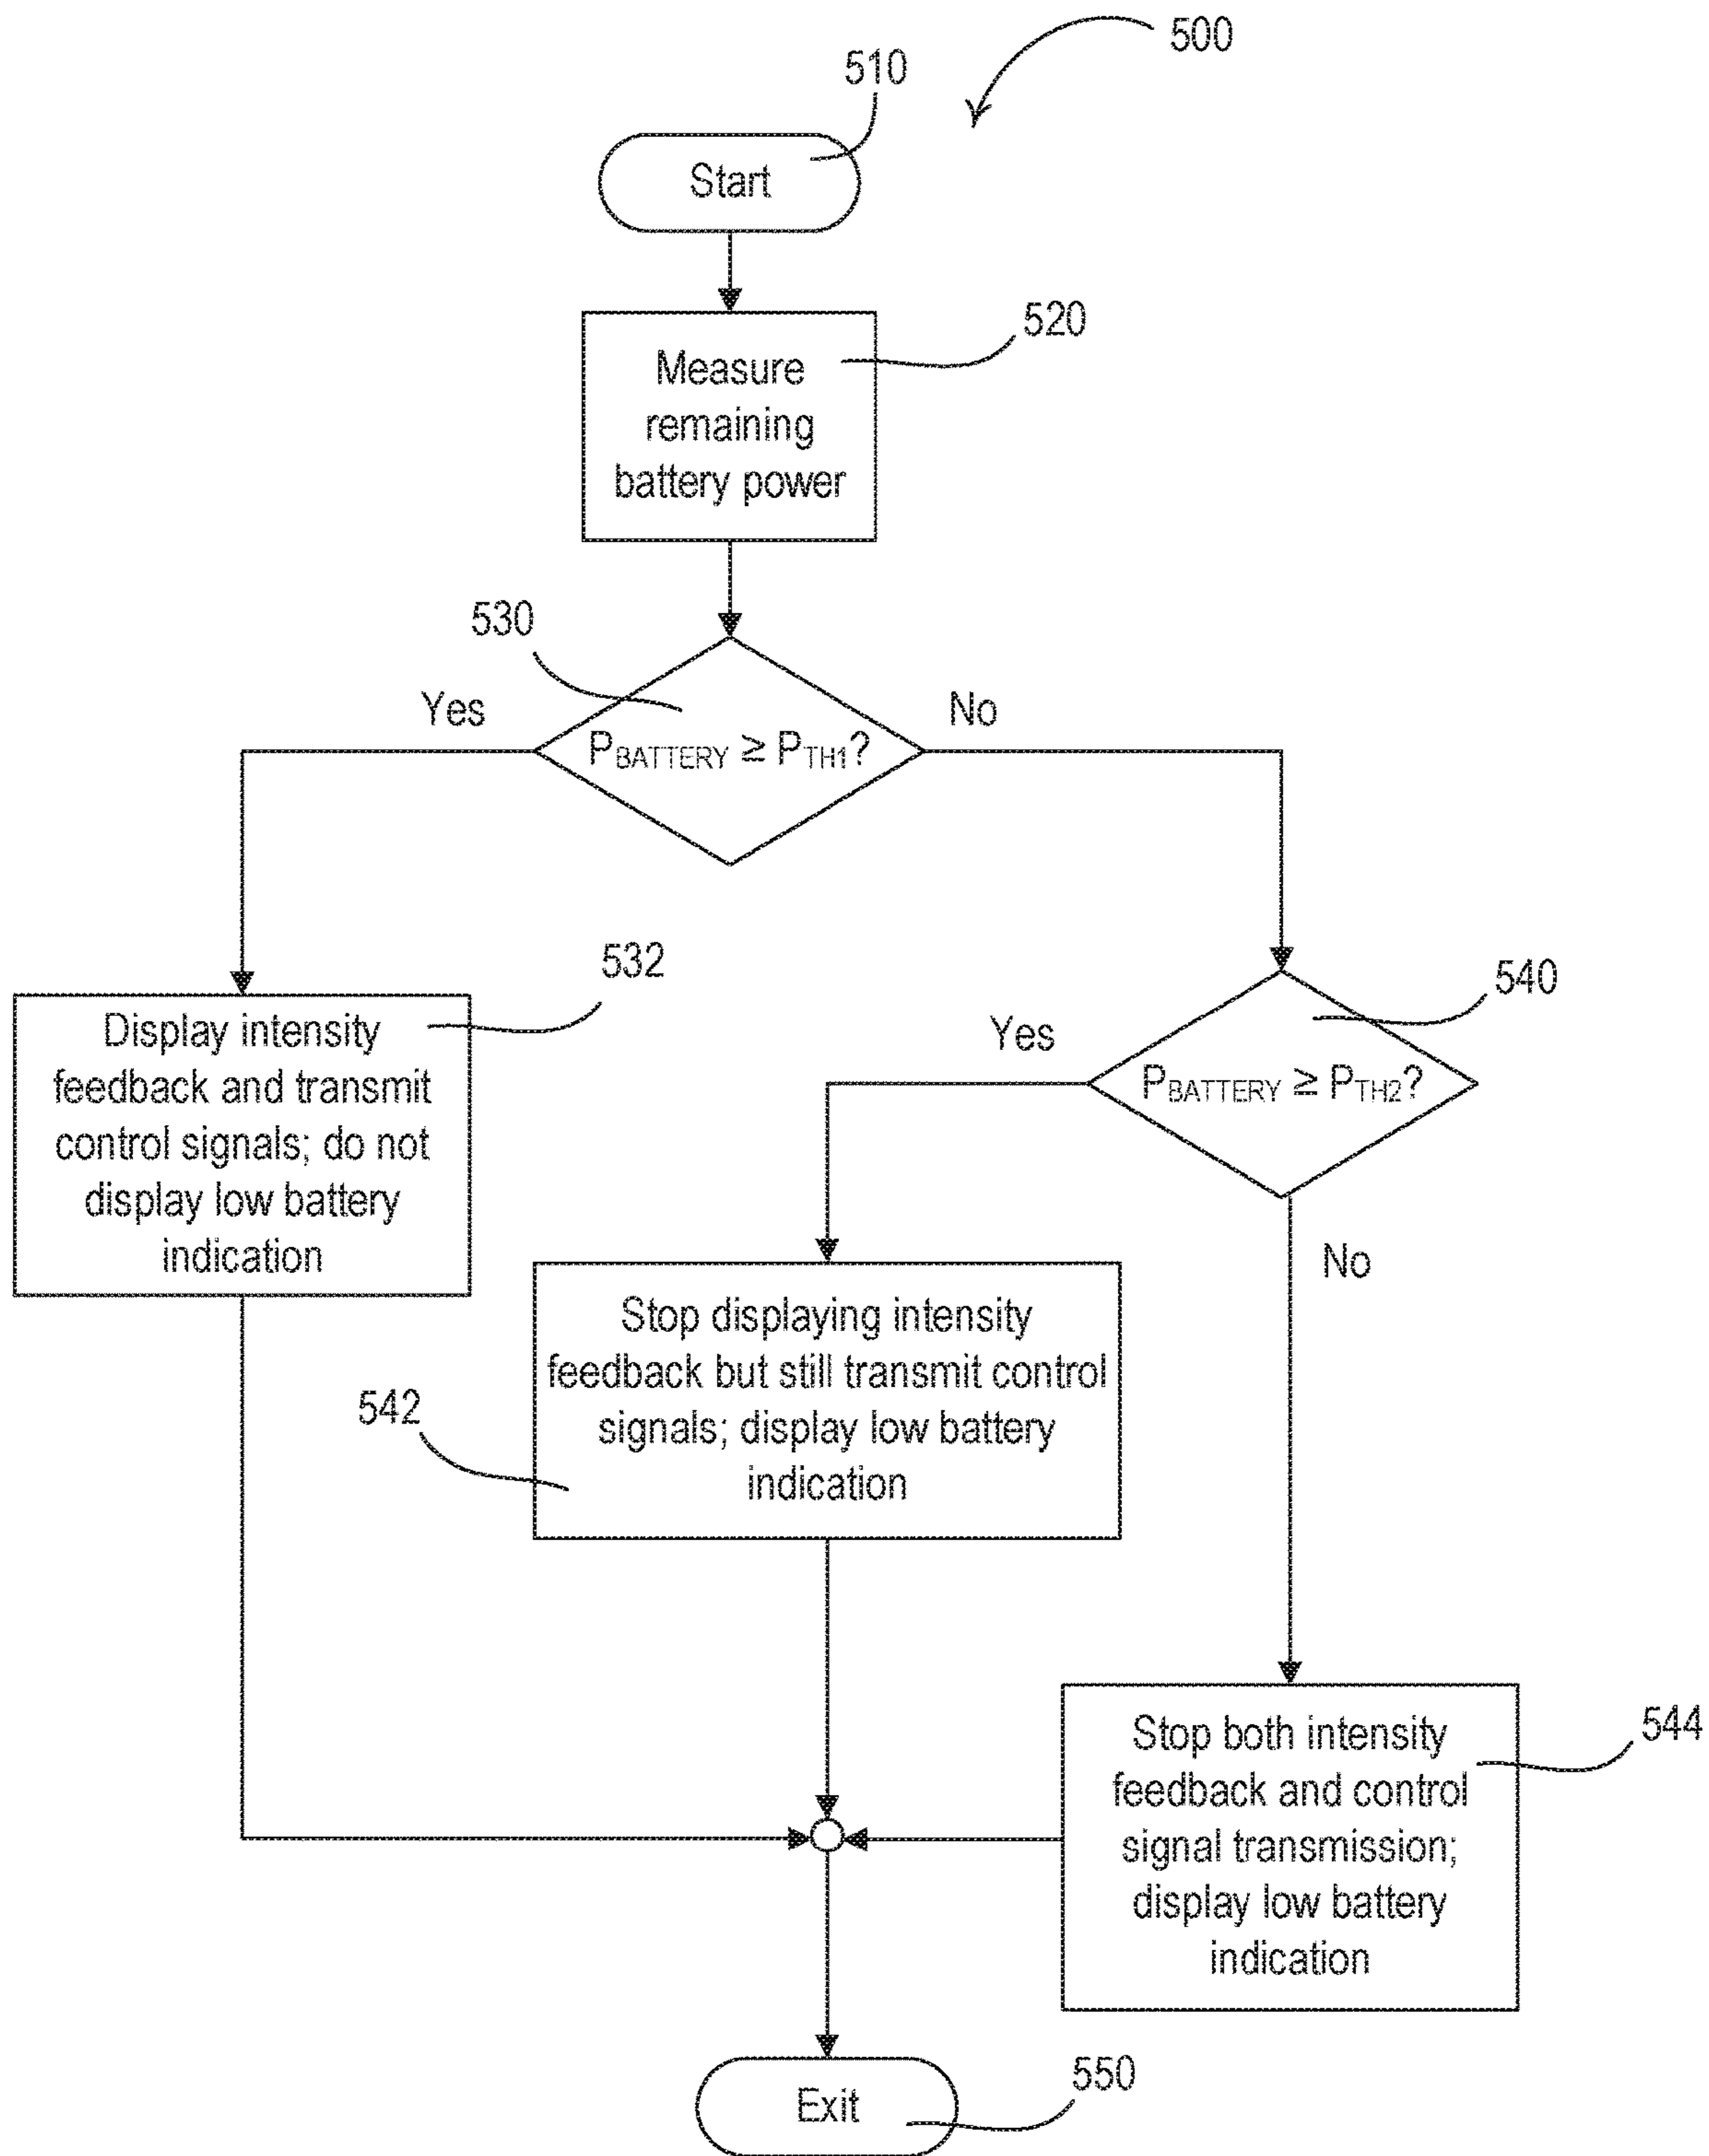 500
510
Start
520
Measure
remaining
battery power
530
Yes
No
PBATTERY ≥ PTH1?
532
Display intensity
feedback and transmit
control signals; do not
display low battery
indication
540
Yes
PBATTERY ≥ PTH2?
No
Stop displaying intensity
feedback but still transmit control
signals; display low battery
indication
542
544
Stop both intensity
feedback and control
signal transmission;
display low battery
indication
550
Exit